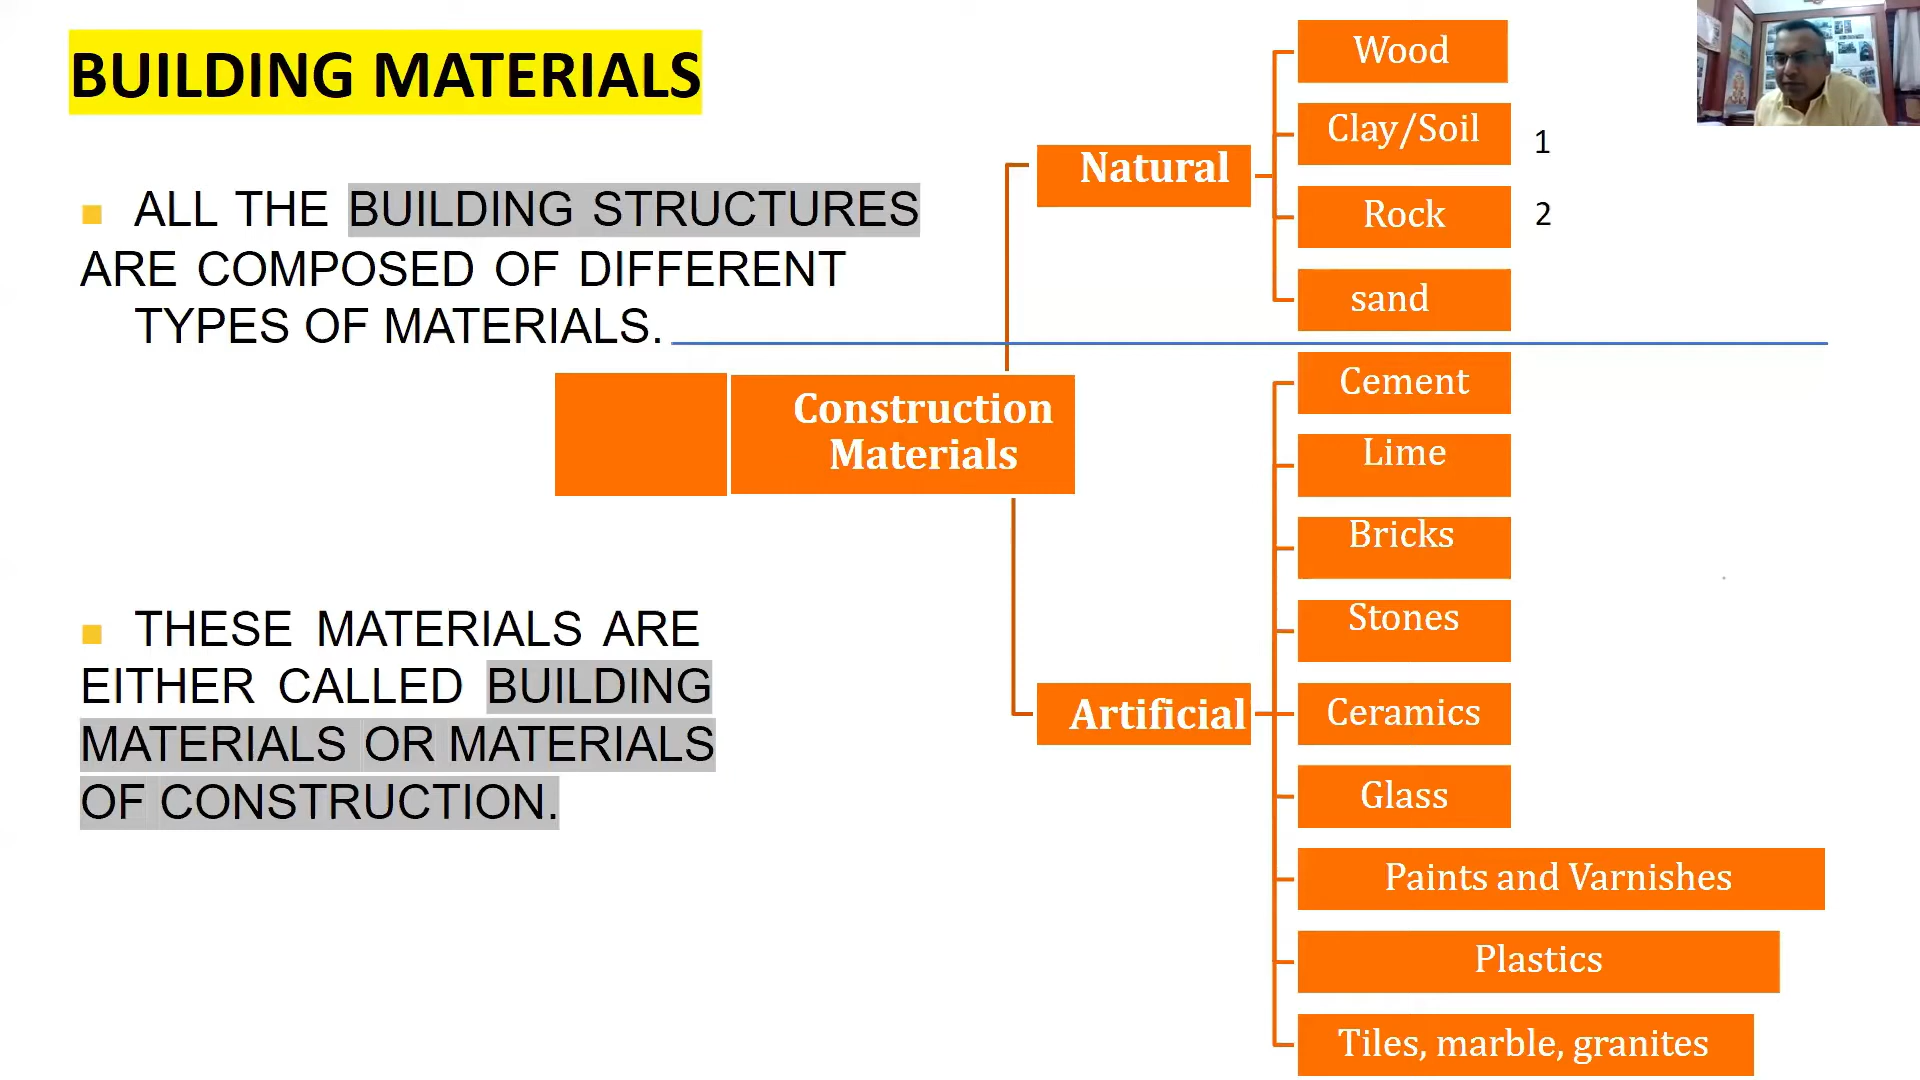 BUILDING MATERIALS
ALL THE BUILDING STRUCTURES
ARE COMPOSED OF DIFFERENT
TYPES OF MATERIALS.
THESE MATERIALS ARE
EITHER CALLED BUILDING
MATERIALS OR MATERIALS
OF CONSTRUCTION.
Construction
Materials
Natural
Wood
Clay/Soil
1
Rock
2
sand
Artificial
Cement
Lime
Bricks
Stones
Ceramics
Glass
Paints and Varnishes
Plastics
Tiles, marble, granites